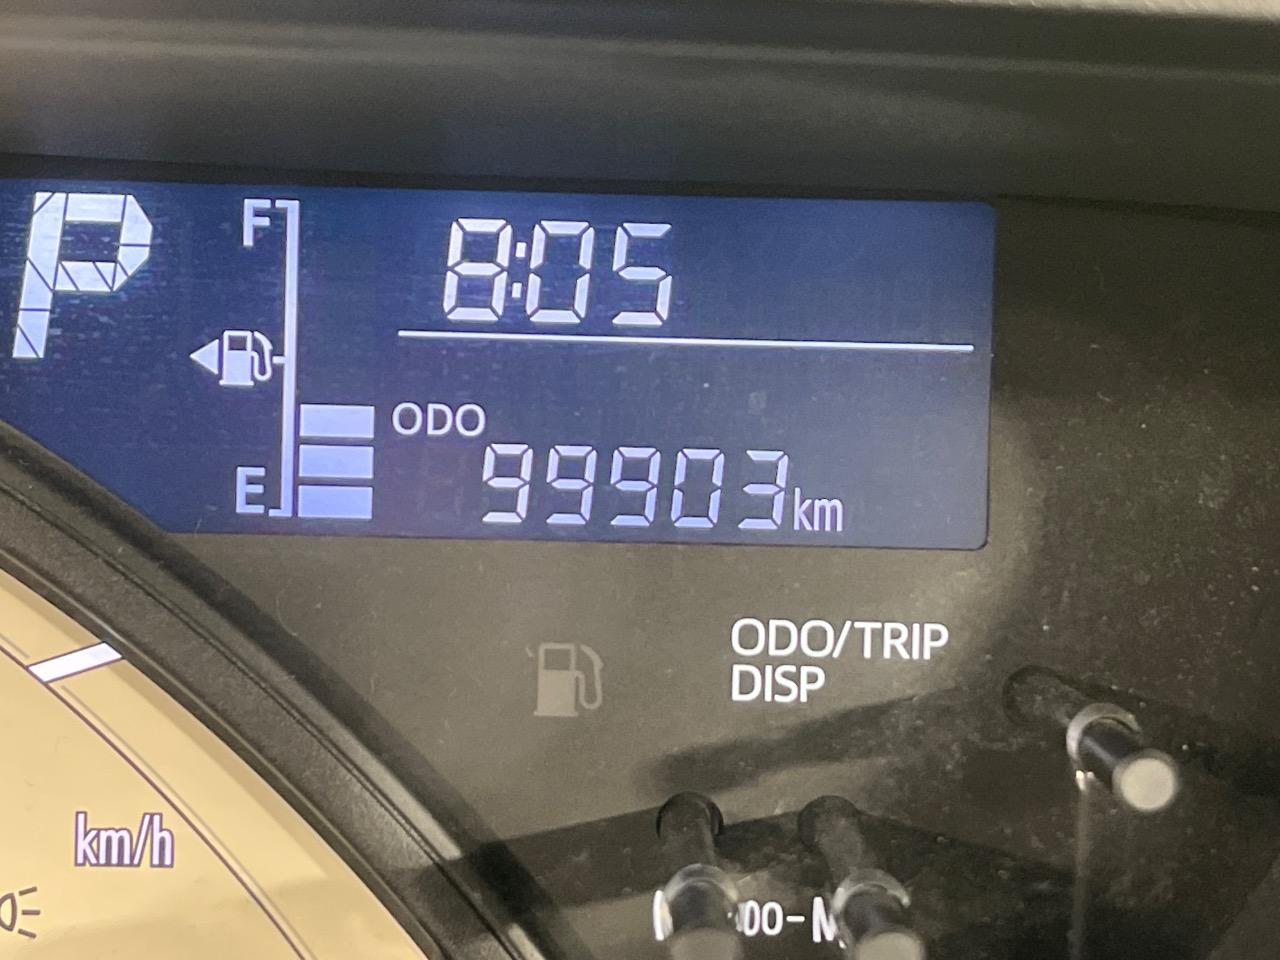 P
F
8:05
ODO
E
99903km
ODO/TRIP
DISP
km/h